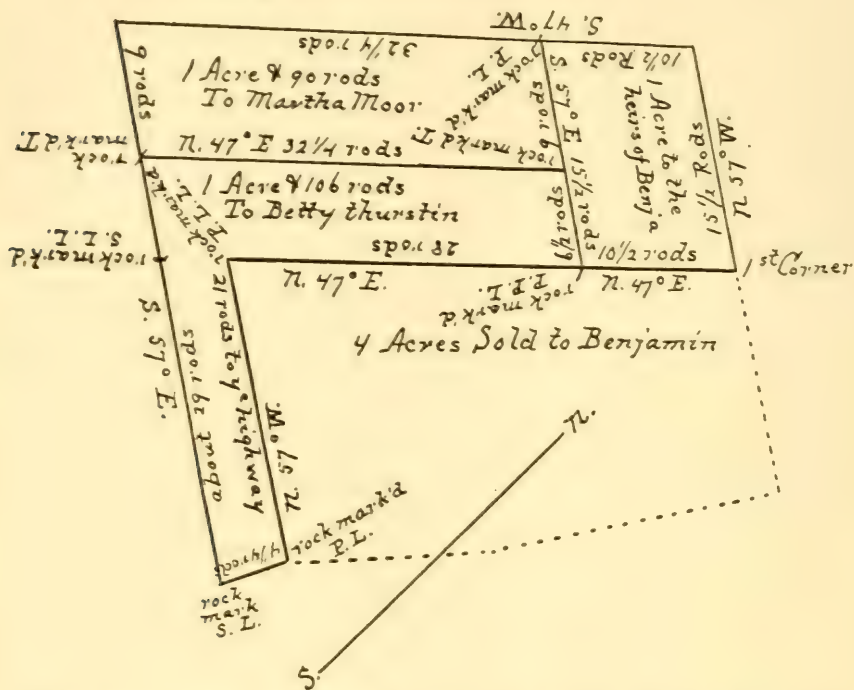 S. 47° W.
32 1/4 rods
10 1/2 Rods
9 rods
1 Acre & 90 rods
To Martha Moor
rock mark'd
P. L.
S. 57° E 15 1/2 rods
9 rods
1 Acre to the
heirs of Benja
15 1/2 Rods
N 57° W.
rock
mark'd T.
N. 47° E 32 1/4 rods
rock mark'd T.
rock mark'd
P. L. L.
1 Acre & 106 rods
To Betty thurstin
rock mark'd
S. L. L.
28 rods
N. 47° E.
rock mark'd
P. P. L.
10 1/2 rods
N. 47° E.
1st Corner
4 Acres Sold to Benjamin
S. 57° E.
about 29 rods
21 rods to ye highway
N. 57° W.
N.
4 1/4 rods
rock mark'd
P. L.
rock
mark
S. L.
S.